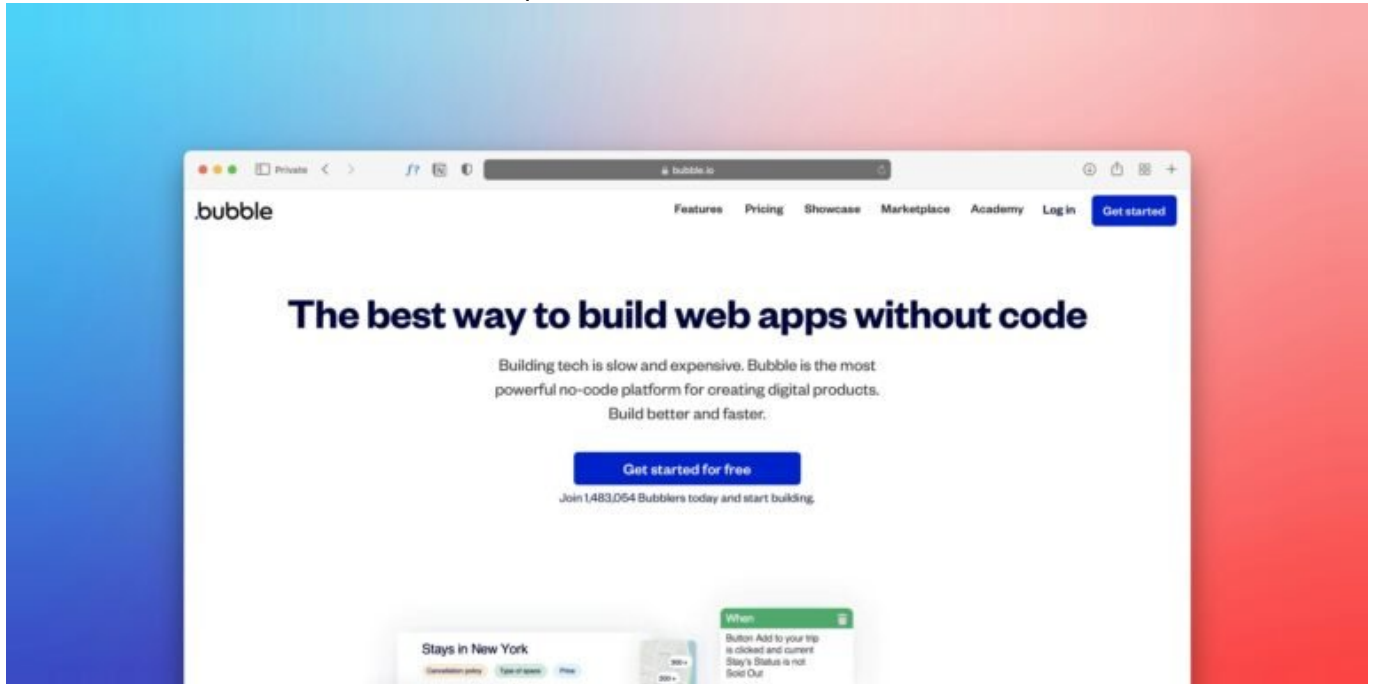 Private
bubble.io
.bubble
Features Pricing Showcase Marketplace Academy Log in Get started
The best way to build web apps without code
Building tech is slow and expensive. Bubble is the most
powerful no-code platform for creating digital products.
Build better and faster.
Get started for free
Join 1,483,054 Bubblers today and start building.
Stays in New York
Cancellation policy Type of space Price
300+
200+
When
Button Add to your trip
is clicked and current
Stay's Status is not
Sold Out